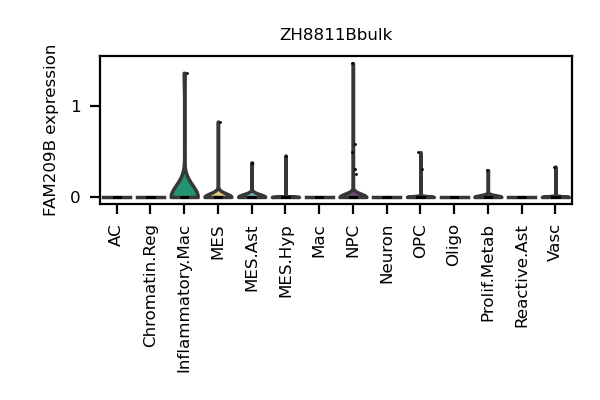 ZH8811Bbulk
FAM209B expression
1
0
AC
Chromatin.Reg
Inflammatory.Mac
MES
MES.Ast
MES.Hyp
Mac
NPC
Neuron
OPC
Oligo
Prolif.Metab
Reactive.Ast
Vasc